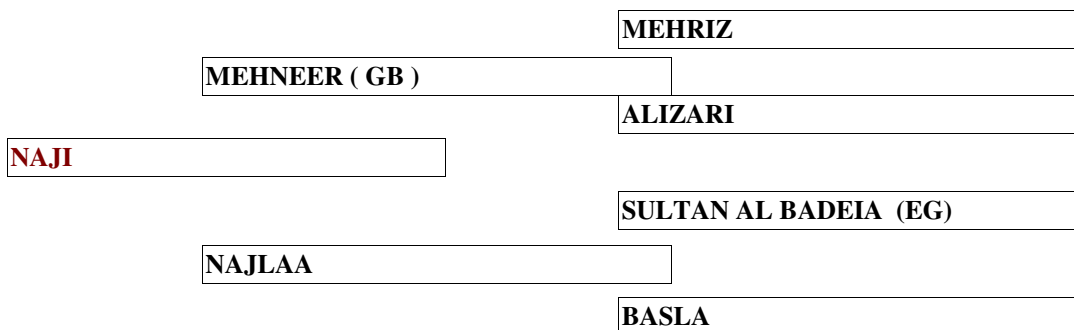 MEHRIZ
MEHNEER ( GB )
ALIZARI
NAJI
SULTAN AL BADEIA (EG)
NAJLAA
BASLA